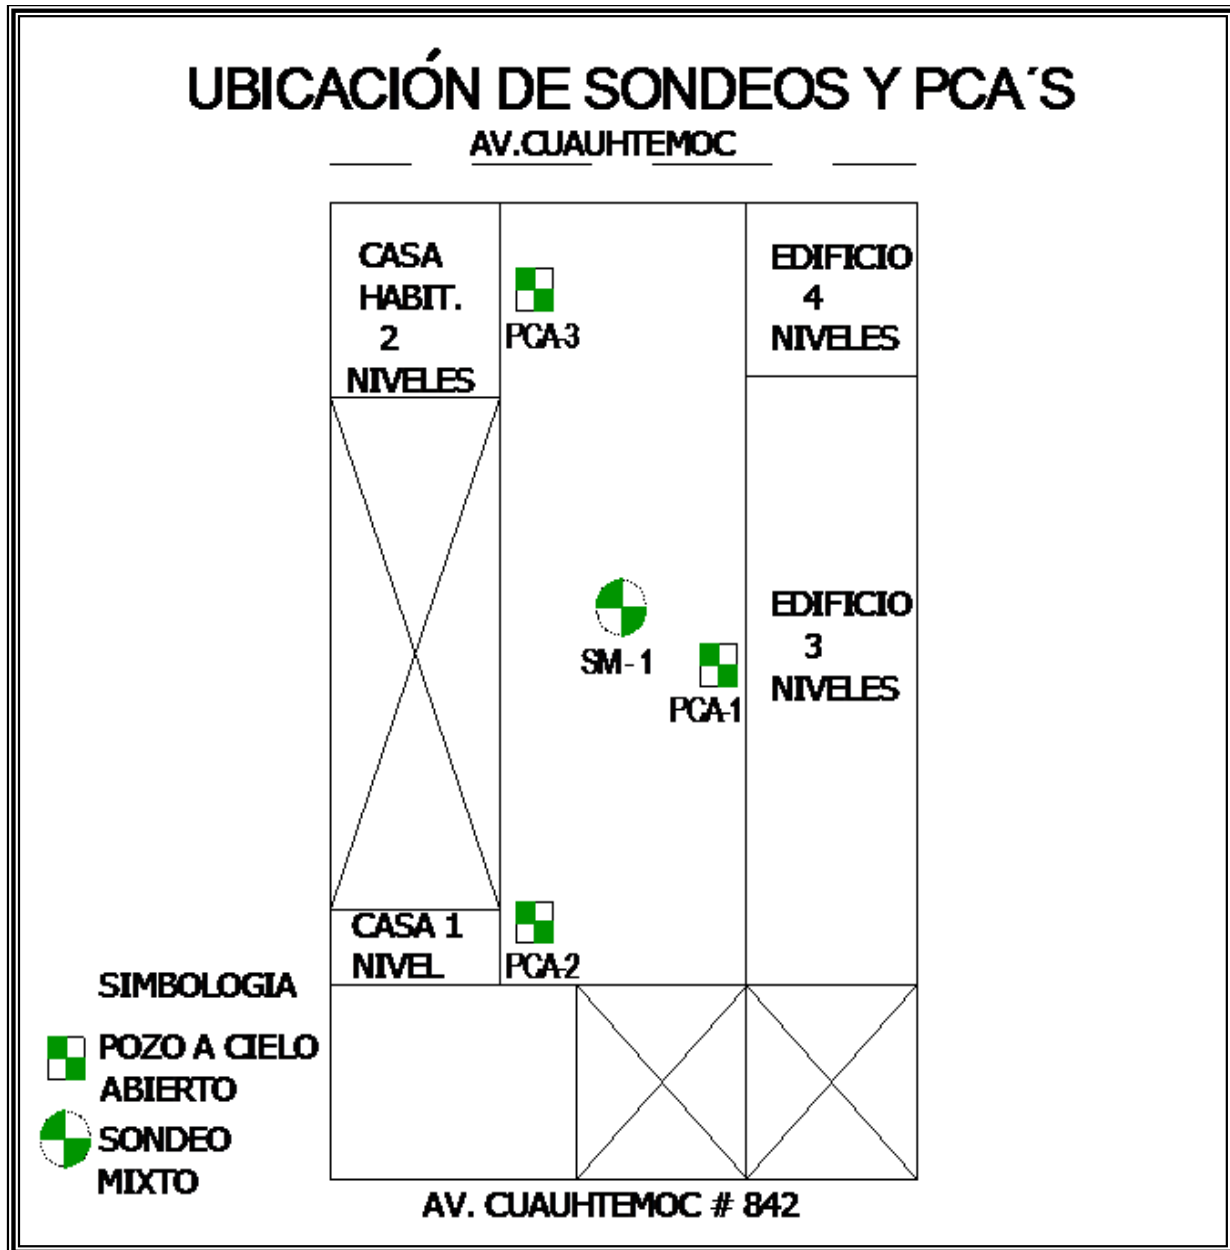 UBICACIÓN DE SONDEOS Y PCA´S
AV.CUAUHTEMOC
CASA
HABIT.
2
NIVELES
PCA-3
EDIFICIO
4
NIVELES
SM-1
PCA-1
EDIFICIO
3
NIVELES
CASA 1
NIVEL
PCA-2
SIMBOLOGIA
POZO A CIELO
ABIERTO
SONDEO
MIXTO
AV. CUAUHTEMOC # 842